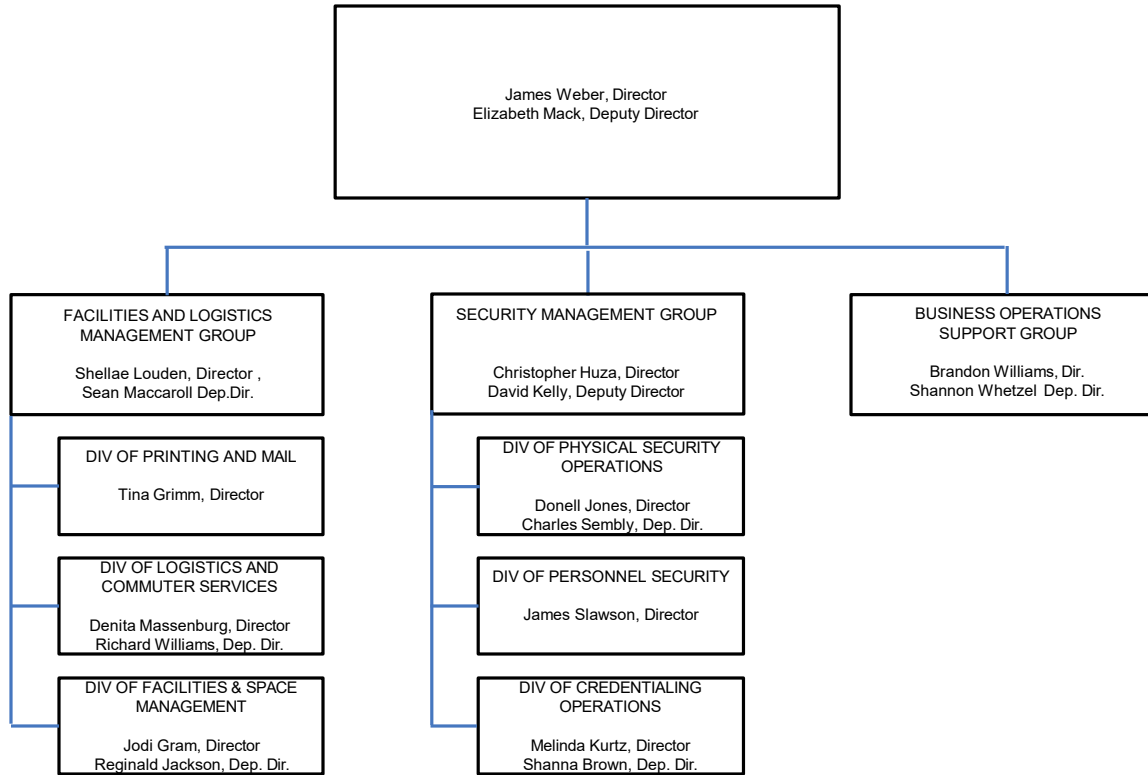 James Weber, Director
Elizabeth Mack, Deputy Director
FACILITIES AND LOGISTICS
MANAGEMENT GROUP
Shellae Louden, Director ,
Sean Maccaroll Dep.Dir.
DIV OF PRINTING AND MAIL
Tina Grimm, Director
DIV OF LOGISTICS AND
COMMUTER SERVICES
Denita Massenburg, Director
Richard Williams, Dep. Dir.
DIV OF FACILITIES & SPACE
MANAGEMENT
Jodi Gram, Director
Reginald Jackson, Dep. Dir.
SECURITY MANAGEMENT GROUP
Christopher Huza, Director
David Kelly, Deputy Director
DIV OF PHYSICAL SECURITY
OPERATIONS
Donell Jones, Director
Charles Sembly, Dep. Dir.
DIV OF PERSONNEL SECURITY
James Slawson, Director
DIV OF CREDENTIALING
OPERATIONS
Melinda Kurtz, Director
Shanna Brown, Dep. Dir.
BUSINESS OPERATIONS
SUPPORT GROUP
Brandon Williams, Dir.
Shannon Whetzel Dep. Dir.